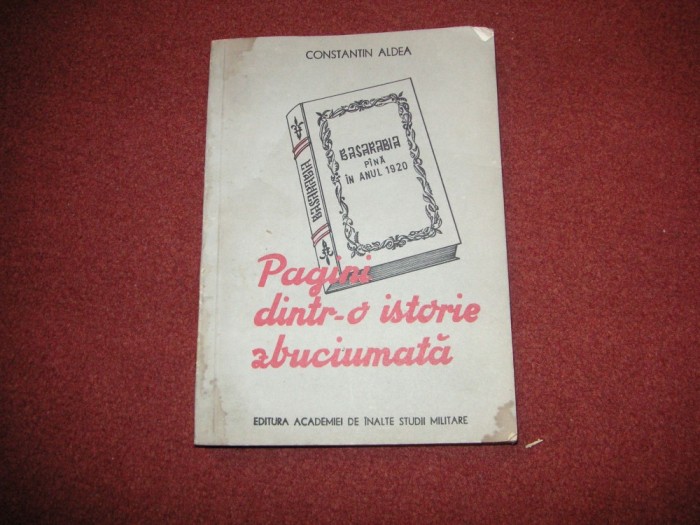 CONSTANTIN ALDEA
BASARABIA
PÎNA
ÎN ANUL 1920
BASARABIA
Pagini
dintr-o istorie
zbuciumată
EDITURA ACADEMIEI DE ÎNALTE STUDII MILITARE